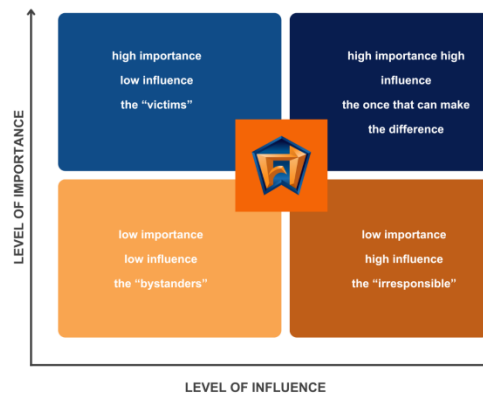 LEVEL OF IMPORTANCE
high importance
low influence
the “victims”
high importance high
influence
the once that can make
the difference
low importance
low influence
the “bystanders”
low importance
high influence
the “irresponsible”
LEVEL OF INFLUENCE